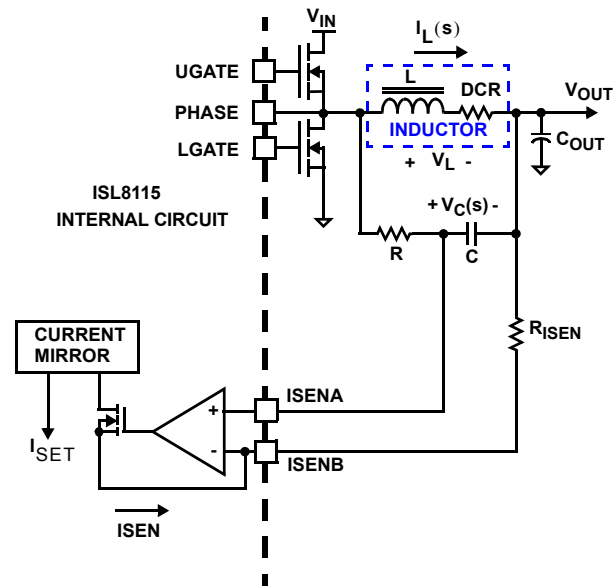 V_IN
I_L(s)
UGATE
L
DCR
V_OUT
PHASE
INDUCTOR
C_OUT
LGATE
+ V_L -
ISL8115
INTERNAL CIRCUIT
+ V_C(s) -
R
C
R_ISEN
CURRENT
MIRROR
ISENA
+
I_SET
-
ISENB
ISEN